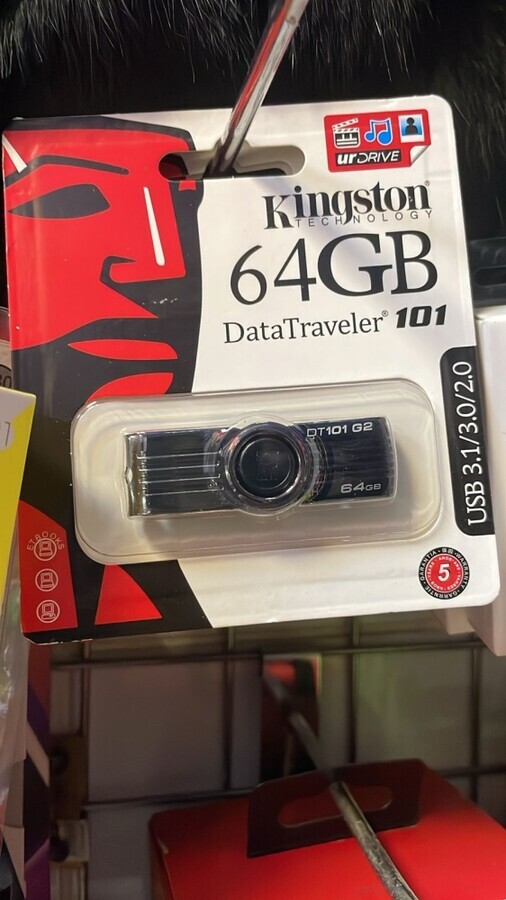 urDRIVE
Kingston®
TECHNOLOGY
64GB
DataTraveler® 101
DT101 G2
64GB
USB 3.1/3.0/2.0
5